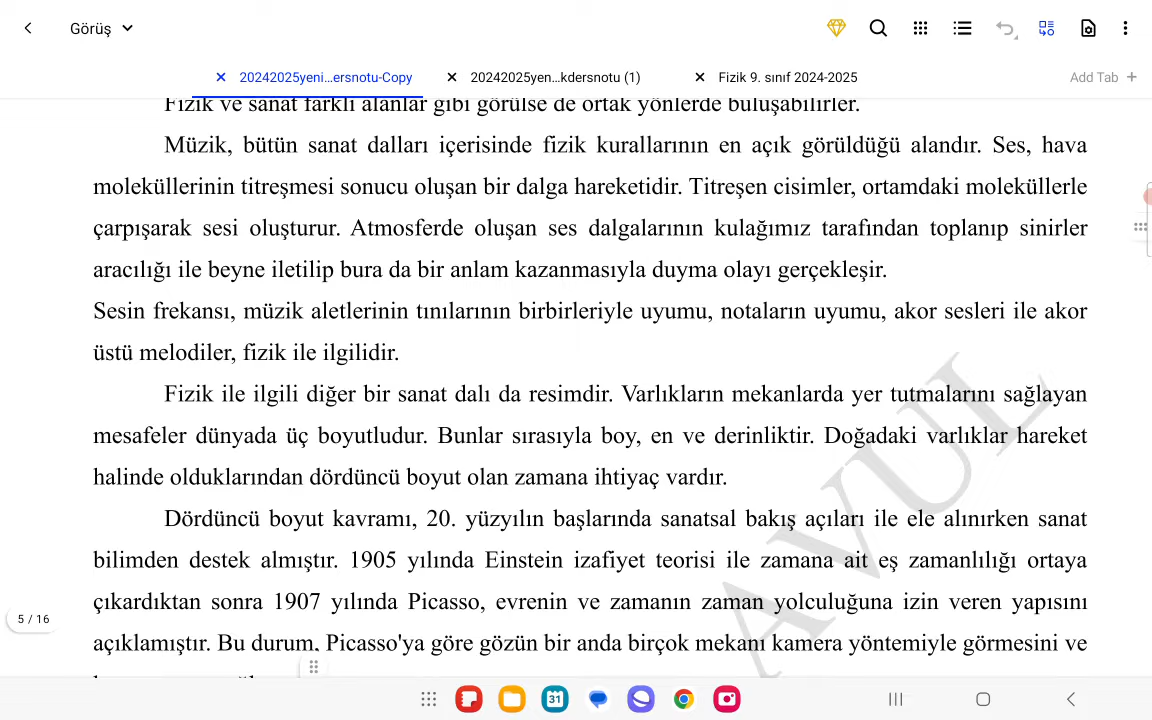 Görüş
20242025yeni...ersnotu-Copy
20242025yen...kdersnotu (1)
Fizik 9. sınıf 2024-2025
Add Tab +
Fizik ve sanat farklı alanlar gibi görülse de ortak yönlerde buluşabilirler.
Müzik, bütün sanat dalları içerisinde fizik kurallarının en açık görüldüğü alandır. Ses, hava
moleküllerinin titreşmesi sonucu oluşan bir dalga hareketidir. Titreşen cisimler, ortamdaki moleküllerle
çarpışarak sesi oluşturur. Atmosferde oluşan ses dalgalarının kulağımız tarafından toplanıp sinirler
aracılığı ile beyne iletilip bura da bir anlam kazanmasıyla duyma olayı gerçekleşir.
Sesin frekansı, müzik aletlerinin tınılarının birbirleriyle uyumu, notaların uyumu, akor sesleri ile akor
üstü melodiler, fizik ile ilgilidir.
Fizik ile ilgili diğer bir sanat dalı da resimdir. Varlıkların mekanlarda yer tutmalarını sağlayan
mesafeler dünyada üç boyutludur. Bunlar sırasıyla boy, en ve derinliktir. Doğadaki varlıklar hareket
halinde olduklarından dördüncü boyut olan zamana ihtiyaç vardır.
Dördüncü boyut kavramı, 20. yüzyılın başlarında sanatsal bakış açıları ile ele alınırken sanat
bilimden destek almıştır. 1905 yılında Einstein izafiyet teorisi ile zamana ait eş zamanlılığı ortaya
çıkardıktan sonra 1907 yılında Picasso, evrenin ve zamanın zaman yolculuğuna izin veren yapısını
açıklamıştır. Bu durum, Picasso'ya göre gözün bir anda birçok mekanı kamera yöntemiyle görmesini ve
5 / 16
AVUL
31